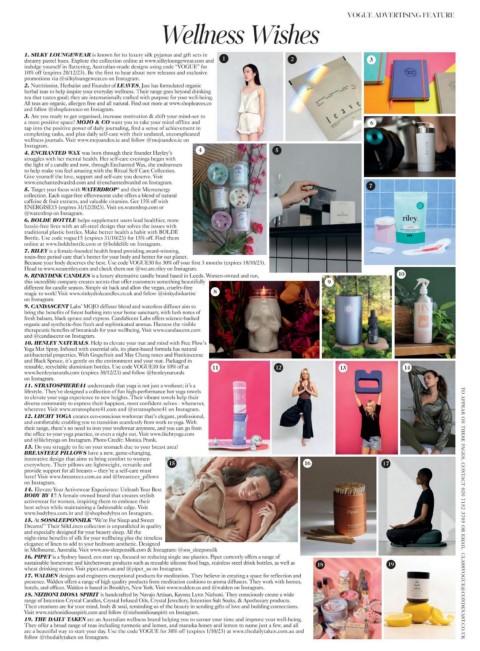 VOGUE ADVERTISING FEATURE
Wellness Wishes
1. SILKY LOUNGEWEAR is known for its luxury silk pyjamas and gift sets in
dreamy pastel hues. Explore the collection online at www.silkyloungewear.com and
indulge yourself in flattering, Australian-made designs using code "VOGUE" for
10% off (expires 28/12/23). Be the first to hear about new releases and exclusive
promotions via @silkyloungewear.co on Instagram.
2. Nutritionist, Herbalist and Founder of LEAVES, Jass has formulated organic
herbal teas to help inspire your everyday wellness. Their range goes beyond drinking
tea that tastes good; they are internationally crafted with purpose for your well-being.
All teas are organic, allergen free and all natural. Find out more at
and follow on Instagram.
3. Are you ready to get organised, increase motivation & shift your mind-set to
a more positive space? MOJO & CO want you to take your mind offline and
tap into the positive power of daily journaling, find a sense of achievement in
completing tasks, and plan daily self-care with their undated, uncomplicated
wellness journals. Visit www.mojoandco.ie and follow @mojoandco.ie on
Instagram.
4. ENCHANTED WAX was born through their founder Hayley's
struggles with her mental health. Her self-care evenings began with
the light of a candle and now, through Enchanted Wax, she endeavours
to help make you feel amazing with the Ritual Self Care Collection.
Give yourself the love, support and self-care you deserve. Visit
www.enchantedwaxltd.com and @enchantedwaxltd on Instagram.
5. Target your focus with WATERDROP® and their Microenergy
collection. Each sugar-free effervescent cube offers a blend of natural
caffeine & fruit extracts, and valuable vitamins. Get 15% off with
ENERGISE15 (expires 31/12/2023). Visit en.waterdrop.com or
@waterdrop on Instagram.
6. BOLDE BOTTLE helps supplement users lead healthier, more
hassle-free lives with an all-steel design that solves the issues with
traditional plastic bottles. Make better health a habit with BOLDE
Bottle. Use code vogue15 (expires 31/10/23) for 15% off. Find them
online at www.boldebottle.com or @boldelife on Instagram.
7. RILEY is a female-founded health brand providing award-winning,
toxin-free period care that's better for your body and better for our planet.
Because your body deserves the best. Use code VOGUE30 for 30% off your first 3 months (expires 18/10/23).
Head to www.weareriley.com and check them out @we.are.riley on Instagram.
8. RINKYDINK CANDLES is a luxury alternative candle brand based in Leeds. Women-owned and run,
this incredible company creates scents that offer customers something beautifully
different for candle season. Simply sit back and allow the vegan, cruelty-free
magic to work! Visit www.rinkydinkcandles.co.uk and follow
on Instagram.
9. CANDASCENT Labs' MOJO diffuser blend and waterless diffuser aim to
bring the benefits of forest bathing into your home sanctuary, with lush notes of
fresh balsam, black spruce and cypress. CandaScent Labs offers science-backed
organic and synthetic-free fresh and sophisticated aromas. Harness the visible
therapeutic benefits of botanicals for your wellbeing. Visit www.candascent.com
and @candascent on Instagram.
10. HENLEY NATURALS. Help to elevate your mat and mind with Free Flow's
Yoga Mat Spray. Infused with essential oils, its plant-based formula has natural
antibacterial properties. With Grapefruit and May Chang tones and Frankincense
and Black Spruce, it's gentle on the environment and your mat. Packaged in
reusable, recyclable aluminium bottles. Use code VOGUE10 for 10% off at
www.henleynaturals.com (expires 30/12/23) and follow @henleynaturals
on Instagram.
11. STRATOSPHERE41 understands that yoga is not just a workout; it's a
lifestyle. They've designed a collection of fun high-performance hot yoga towels
to elevate your yoga experience to new heights. Their vibrant towels help their
diverse community to express their happiest, most confident selves - whenever,
wherever. Visit www.stratosphere41.com and @stratosphere41 on Instagram.
12. LICHT YOGA creates eco-conscious workwear that's elegant, professional,
and comfortable enabling you to transition seamlessly from work to yoga. With
their range, there's no need to iron your workwear anymore, and you can go from
the office to your yoga practice, or even a night out. Visit www.lichtyoga.com
and @lichtyoga on Instagram. Photo Credit: Monica Pronk.
13. Do you struggle to lie on your stomach due to your breast area?
BREASTEEZ PILLOWS have a new, game-changing,
innovative design that aims to bring comfort to women
everywhere. Their pillows are lightweight, versatile and
provide support for all breasts – they're a self-care must
have! Visit www.breasteez.com.au and @breasteez_pillows
on Instagram.
14. Elevate Your Activewear Experience: Unleash Your Best
BODY BY U! A female-owned brand that creates stylish
activewear for women, inspiring them to embrace their
best selves while maintaining a fashionable edge. Visit
www.bodybyu.ie and @shopbodybyu on Instagram.
15. At SOSSLEEPONSILK "We're For Sleep and Sweet
Dreams!" Their SilkLuxes collection is unparalleled in quality
and especially designed for your beauty sleep. All the
night-time benefits of silk for your wellbeing plus the timeless
elegance of linen to add to your bedroom aesthetic. Designed
in Melbourne, Australia. Visit www.sos-sleeponsilk.com & Instagram: @sos_sleeponsilk
16. PIPET is a Sydney based, eco start-up, focused on reducing single use plastics. Pipet currently offers a range of
sustainable homeware and kitchenware products such as reusable silicone food bags, stainless steel drink bottles, as well as
wheat drinking straws. Visit pipet.com.au and @pipet_au on Instagram.
17. WALDEN designs and engineers exceptional products for meditation. They believe in creating a space for reflection and
presence. Walden offers a range of high quality products from meditation cushions to aroma diffusers. They work with homes,
hotels, and offices. Walden is based in Brooklyn, New York. Visit www.walden.us and @walden on Instagram.
18. NIZHONI DIOSA SPIRIT is handcrafted by Navajo Artisan, Kayona Lynn Nizhoni. They consciously create a wide
range of Intention Crystal Candles, Crystal Infused Oils, Crystal Jewellery, Intention Salt Soaks, & Apothecary products.
Their creations are for your mind, body & soul, reminding us of the beauty in sending gifts of love and building connections.
Visit www.nizhonidiosaspirit.com and follow @nizhonidiosaspirit on Instagram.
19. THE DAILY TAKEN are an Australian wellness brand helping you to savour your time and improve your well-being.
They offer a broad range of teas including turmeric and lemon, and manuka honey and lemon to name just a few, and all
are a beautiful way to start your day. Use the code VOGUE for 30% off (expires 1/10/23) at www.thedailytaken.com.au and
follow @thedailytaken on Instagram.
1
2
3
4
5
6
7
riley
8
9
10
11
12
13
14
15
16
17
18
19